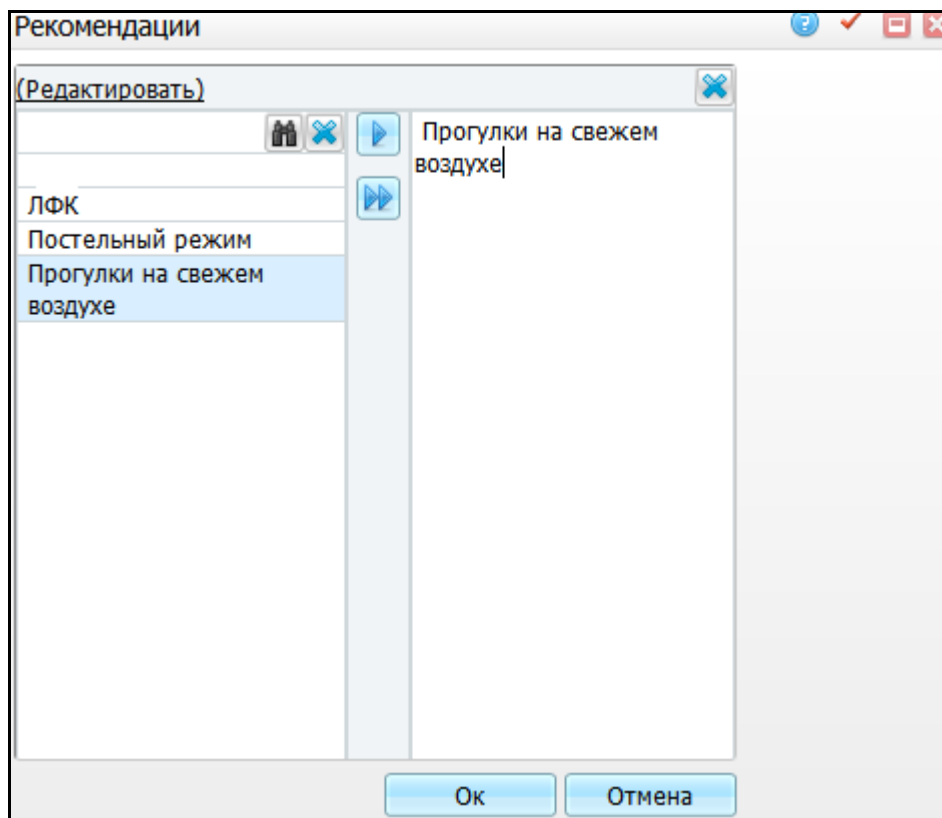 Рекомендации
(Редактировать)
ЛФК
Постельный режим
Прогулки на свежем
воздухе
Прогулки на свежем
воздухе
Ок
Отмена